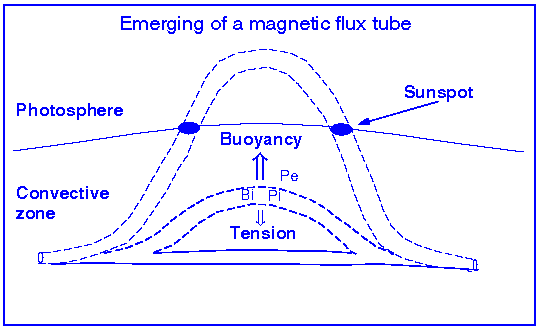 Emerging of a magnetic flux tube
Sunspot
Photosphere
Buoyancy
Pe
Convective
zone
Bi Pi
Tension